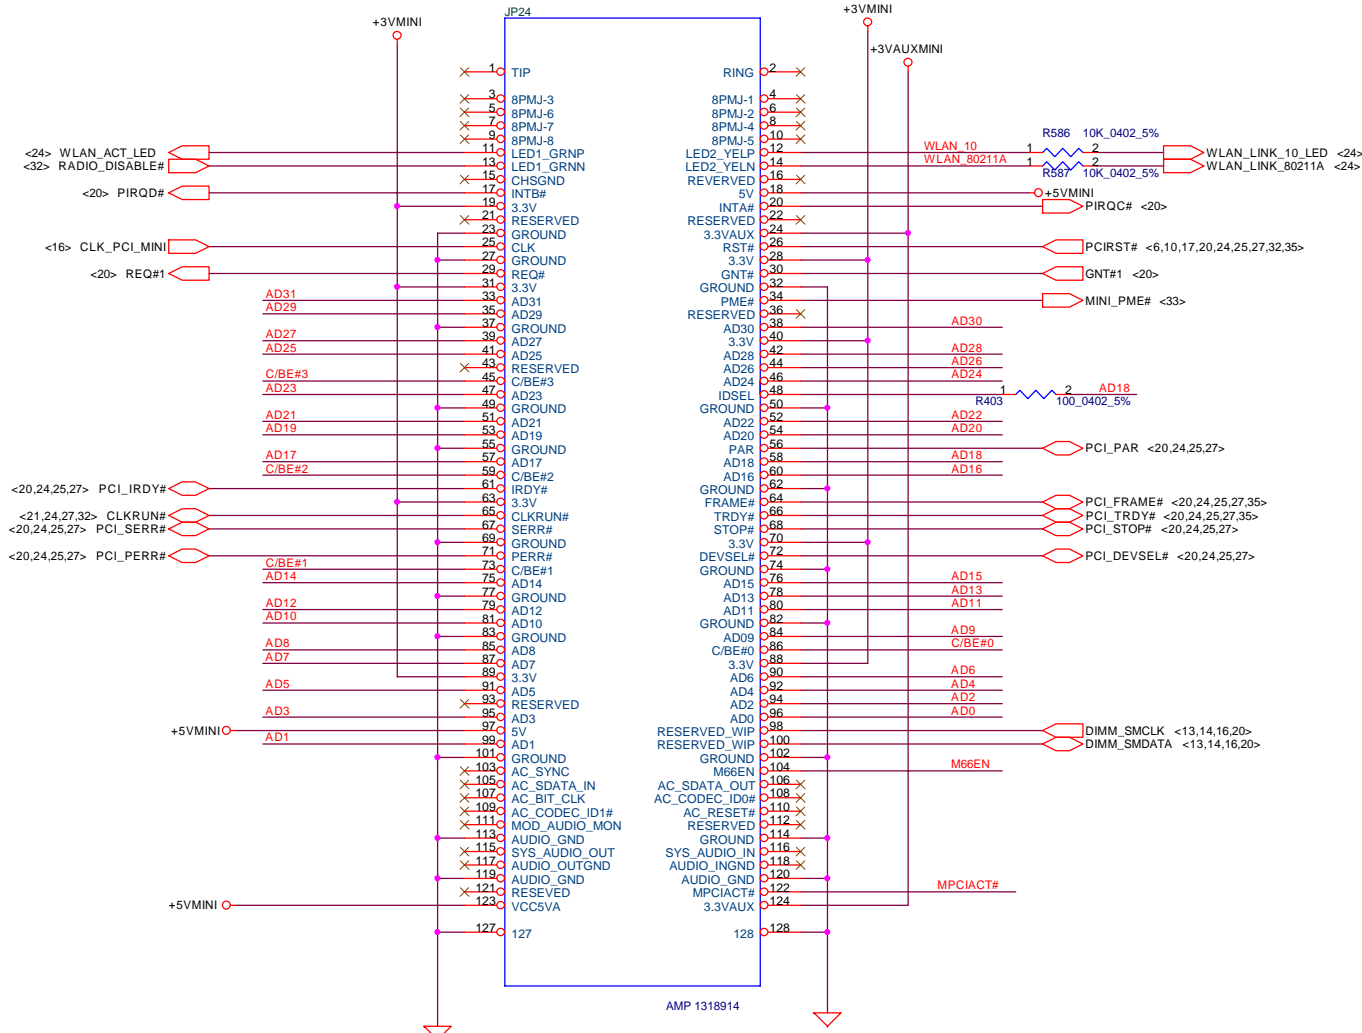 JP24
+3VMINI +3VMINI
+3VAUXMINI
1 TIP RING 2
3 8PMJ-3 8PMJ-1 4
5 8PMJ-6 8PMJ-2 6
7 8PMJ-7 8PMJ-4 8
9 8PMJ-8 8PMJ-5 10
R586 10K_0402_5%
<24> WLAN_ACT_LED 11 LED1_GRNP LED2_YELP 12 WLAN_10 1 2 WLAN_LINK_10_LED <24>
<32> RADIO_DISABLE# 13 LED1_GRNN LED2_YELN 14 WLAN_80211A 1 2 WLAN_LINK_80211A <24>
R587 10K_0402_5%
15 CHSGND REVERVED 16
<20> PIRQD# 17 INTB# 5V 18 +5VMINI
19 3.3V INTA# 20 PIRQC# <20>
21 RESERVED RESERVED 22
23 GROUND 3.3VAUX 24
<16> CLK_PCI_MINI 25 CLK RST# 26 PCIRST# <6,10,17,20,24,25,27,32,35>
27 GROUND 3.3V 28
<20> REQ#1 29 REQ# GNT# 30 GNT#1 <20>
31 3.3V GROUND 32
AD31 33 AD31 PME# 34 MINI_PME# <33>
AD29 35 AD29 RESERVED 36
37 GROUND AD30 38 AD30
AD27 39 AD27 3.3V 40
AD25 41 AD25 AD28 42 AD28
43 RESERVED AD26 44 AD26
C/BE#3 45 C/BE#3 AD24 46 AD24
AD23 47 AD23 IDSEL 48 1 2 AD18
R403 100_0402_5%
49 GROUND GROUND 50
AD21 51 AD21 AD22 52 AD22
AD19 53 AD19 AD20 54 AD20
55 GROUND PAR 56 PCI_PAR <20,24,25,27>
AD17 57 AD17 AD18 58 AD18
C/BE#2 59 C/BE#2 AD16 60 AD16
<20,24,25,27> PCI_IRDY# 61 IRDY# GROUND 62
63 3.3V FRAME# 64 PCI_FRAME# <20,24,25,27,35>
<21,24,27,32> CLKRUN# 65 CLKRUN# TRDY# 66 PCI_TRDY# <20,24,25,27,35>
<20,24,25,27> PCI_SERR# 67 SERR# STOP# 68 PCI_STOP# <20,24,25,27>
69 GROUND 3.3V 70
<20,24,25,27> PCI_PERR# 71 PERR# DEVSEL# 72 PCI_DEVSEL# <20,24,25,27>
C/BE#1 73 C/BE#1 GROUND 74
AD14 75 AD14 AD15 76 AD15
77 GROUND AD13 78 AD13
AD12 79 AD12 AD11 80 AD11
AD10 81 AD10 GROUND 82
83 GROUND AD09 84 AD9
AD8 85 AD8 C/BE#0 86 C/BE#0
AD7 87 AD7 3.3V 88
89 3.3V AD6 90 AD6
AD5 91 AD5 AD4 92 AD4
93 RESERVED AD2 94 AD2
AD3 95 AD3 AD0 96 AD0
+5VMINI 97 5V RESERVED_WIP 98 DIMM_SMCLK <13,14,16,20>
AD1 99 AD1 RESERVED_WIP 100 DIMM_SMDATA <13,14,16,20>
101 GROUND GROUND 102
103 AC_SYNC M66EN 104 M66EN
105 AC_SDATA_IN AC_SDATA_OUT 106
107 AC_BIT_CLK AC_CODEC_ID0# 108
109 AC_CODEC_ID1# AC_RESET# 110
111 MOD_AUDIO_MON RESERVED 112
113 AUDIO_GND GROUND 114
115 SYS_AUDIO_OUT SYS_AUDIO_IN 116
117 AUDIO_OUTGND AUDIO_INGND 118
119 AUDIO_GND AUDIO_GND 120
121 RESEVED MPCIACT# 122 MPCIACT#
+5VMINI 123 VCC5VA 3.3VAUX 124
127 127 128 128
AMP 1318914